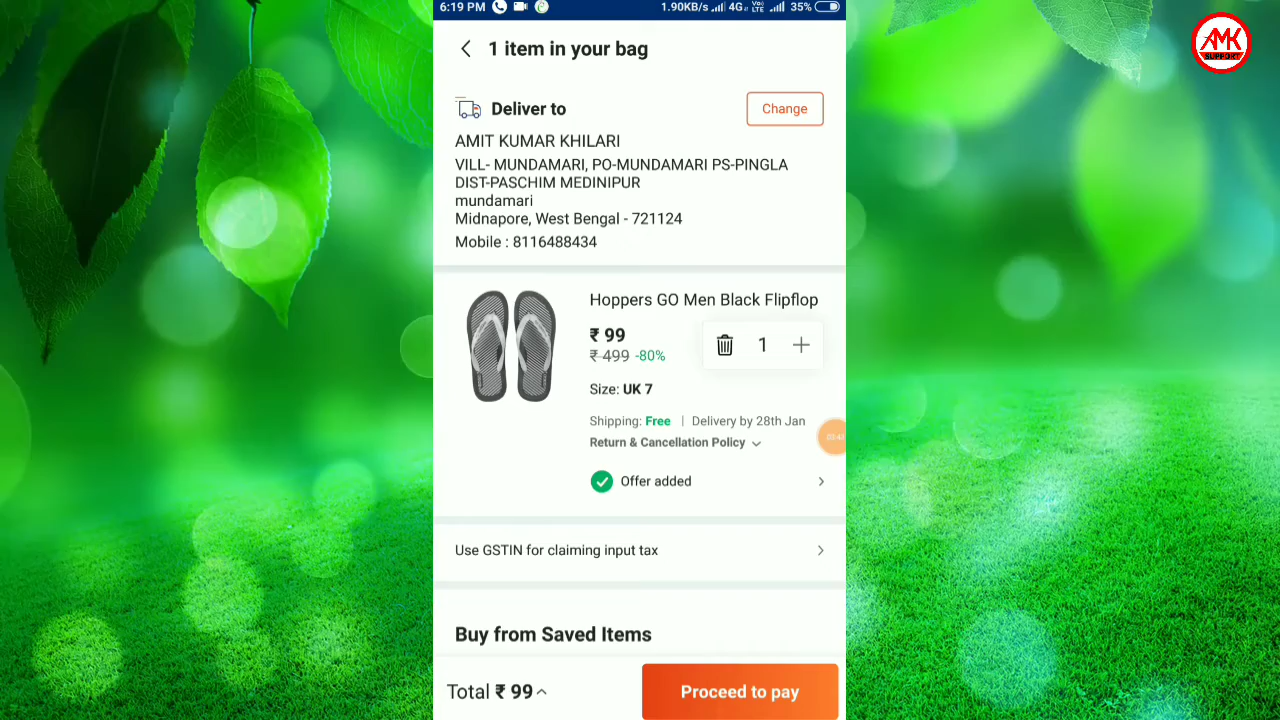 6:19 PM 1.90KB/s 4G Vo LTE 35%
AMK
SUPPORT
1 item in your bag
Deliver to
Change
AMIT KUMAR KHILARI
VILL- MUNDAMARI, PO-MUNDAMARI PS-PINGLA
DIST-PASCHIM MEDINIPUR
mundamari
Midnapore, West Bengal - 721124
Mobile : 8116488434
Hoppers GO Men Black Flipflop
₹ 99
1
₹ 499 -80%
Size: UK 7
Shipping: Free | Delivery by 28th Jan
Return & Cancellation Policy
Offer added
Use GSTIN for claiming input tax
Buy from Saved Items
Total ₹ 99
Proceed to pay